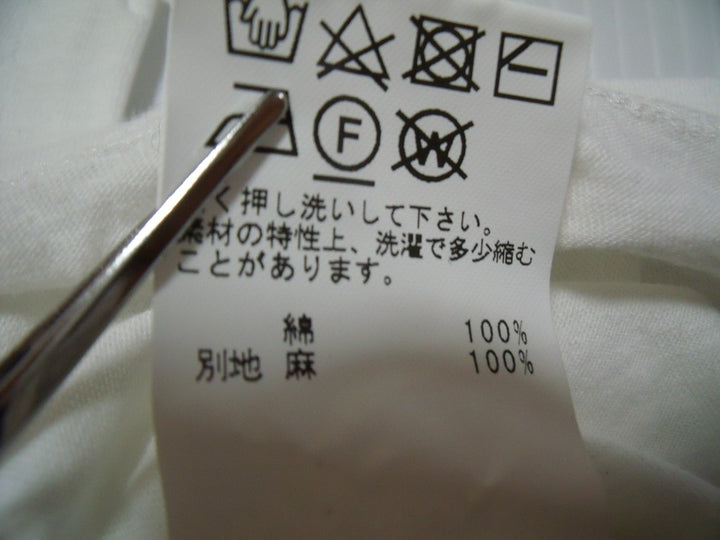 F W
く押し洗いして下さい。
素材の特性上、洗濯で多少縮む
ことがあります。
綿 100%
別地 麻 100%